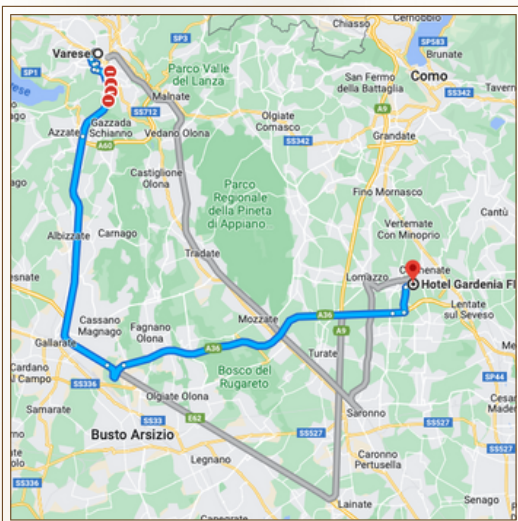 Chiasso
Cernobbio
SP3
SP583
Varese
Brunate
SP1
Parco Valle
del Lanza
San Fermo
della Battaglia
Como
SS342
Malnate
A9
SS712
Olgiate
Comasco
Gazzada
Schianno
Vedano Olona
Grandate
Azzate
A60
SS342
Castiglione
Olona
Parco
Regionale
della Pineta
di Appiano
Fino Mornasco
Cantù
Albizzate
Carnago
Vertemate
Con Minoprio
Tradate
Lomazzo
Hotel Gardenia
Lentate
sul Seveso
Cassano
Magnago
Fagnano
Olona
Mozzate
A36
A9
Gallarate
A36
Turate
Cardano
Al Campo
SS336
Bosco del
Rugareto
SP44
Olgiate Olona
Samarate
SS33
Saronno
E62
Busto Arsizio
SS527
SS527
Legnano
Caronno
Pertusella
SS336
Lainate
Senago